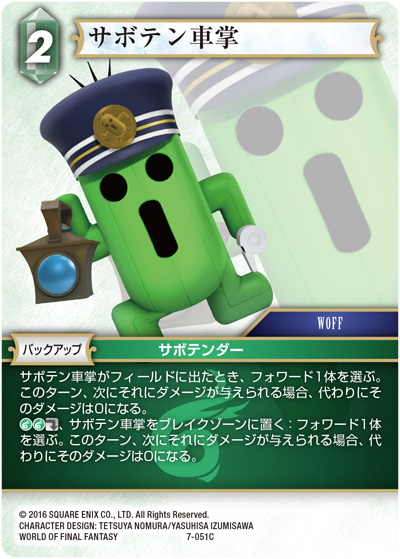 2
サボテン車掌
WOFF
バックアップ
サボテンダー
サボテン車掌がフィールドに出たとき、フォワード1体を選ぶ。
このターン、次にそれにダメージが与えられる場合、代わりにそ
のダメージは0になる。
、サボテン車掌をブレイクゾーンに置く：フォワード1体
を選ぶ。このターン、次にそれにダメージが与えられる場合、代
わりにそのダメージは0になる。
© 2016 SQUARE ENIX CO., LTD. All Rights Reserved.
CHARACTER DESIGN: TETSUYA NOMURA/YASUHISA IZUMISAWA
WORLD OF FINAL FANTASY 7-051C